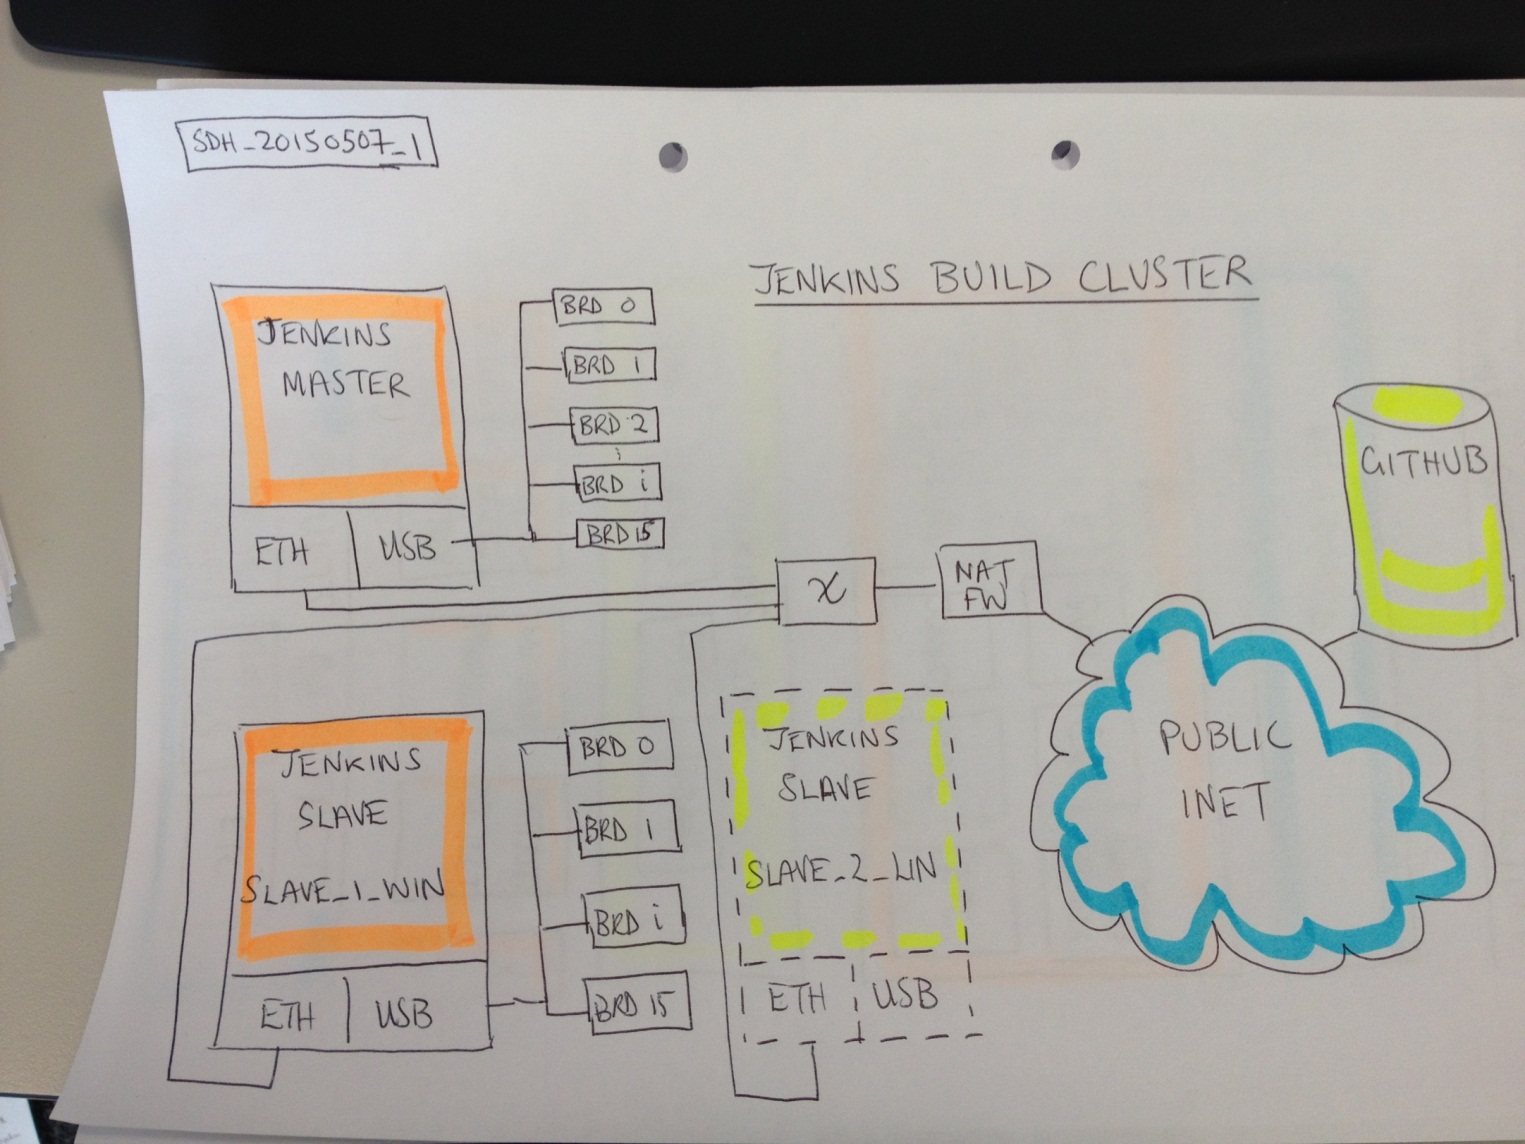 SDH_20150507_1
JENKINS BUILD CLUSTER
JENKINS
MASTER
ETH
USB
BRD 0
BRD 1
BRD 2
BRD i
BRD 15
X
NAT
FW
GITHUB
PUBLIC
INET
JENKINS
SLAVE
SLAVE_1_WIN
ETH
USB
BRD 0
BRD 1
BRD i
BRD 15
JENKINS
SLAVE
SLAVE_2_LIN
ETH
USB